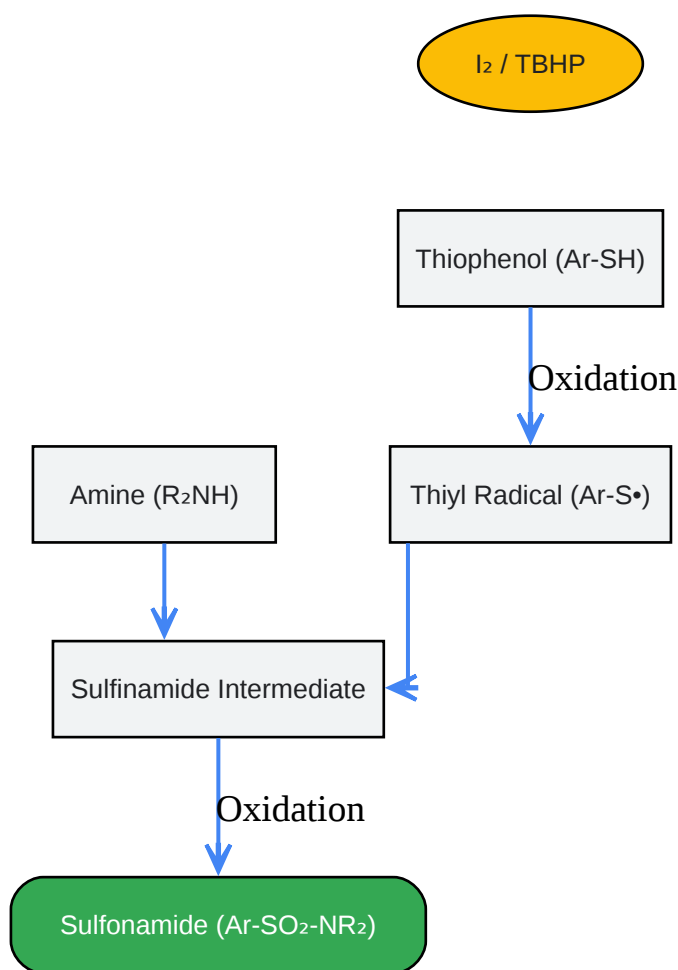 I₂ / TBHP
Thiophenol (Ar-SH)
Oxidation
Amine (R₂NH)
Thiyl Radical (Ar-S•)
Sulfinamide Intermediate
Oxidation
Sulfonamide (Ar-SO₂-NR₂)